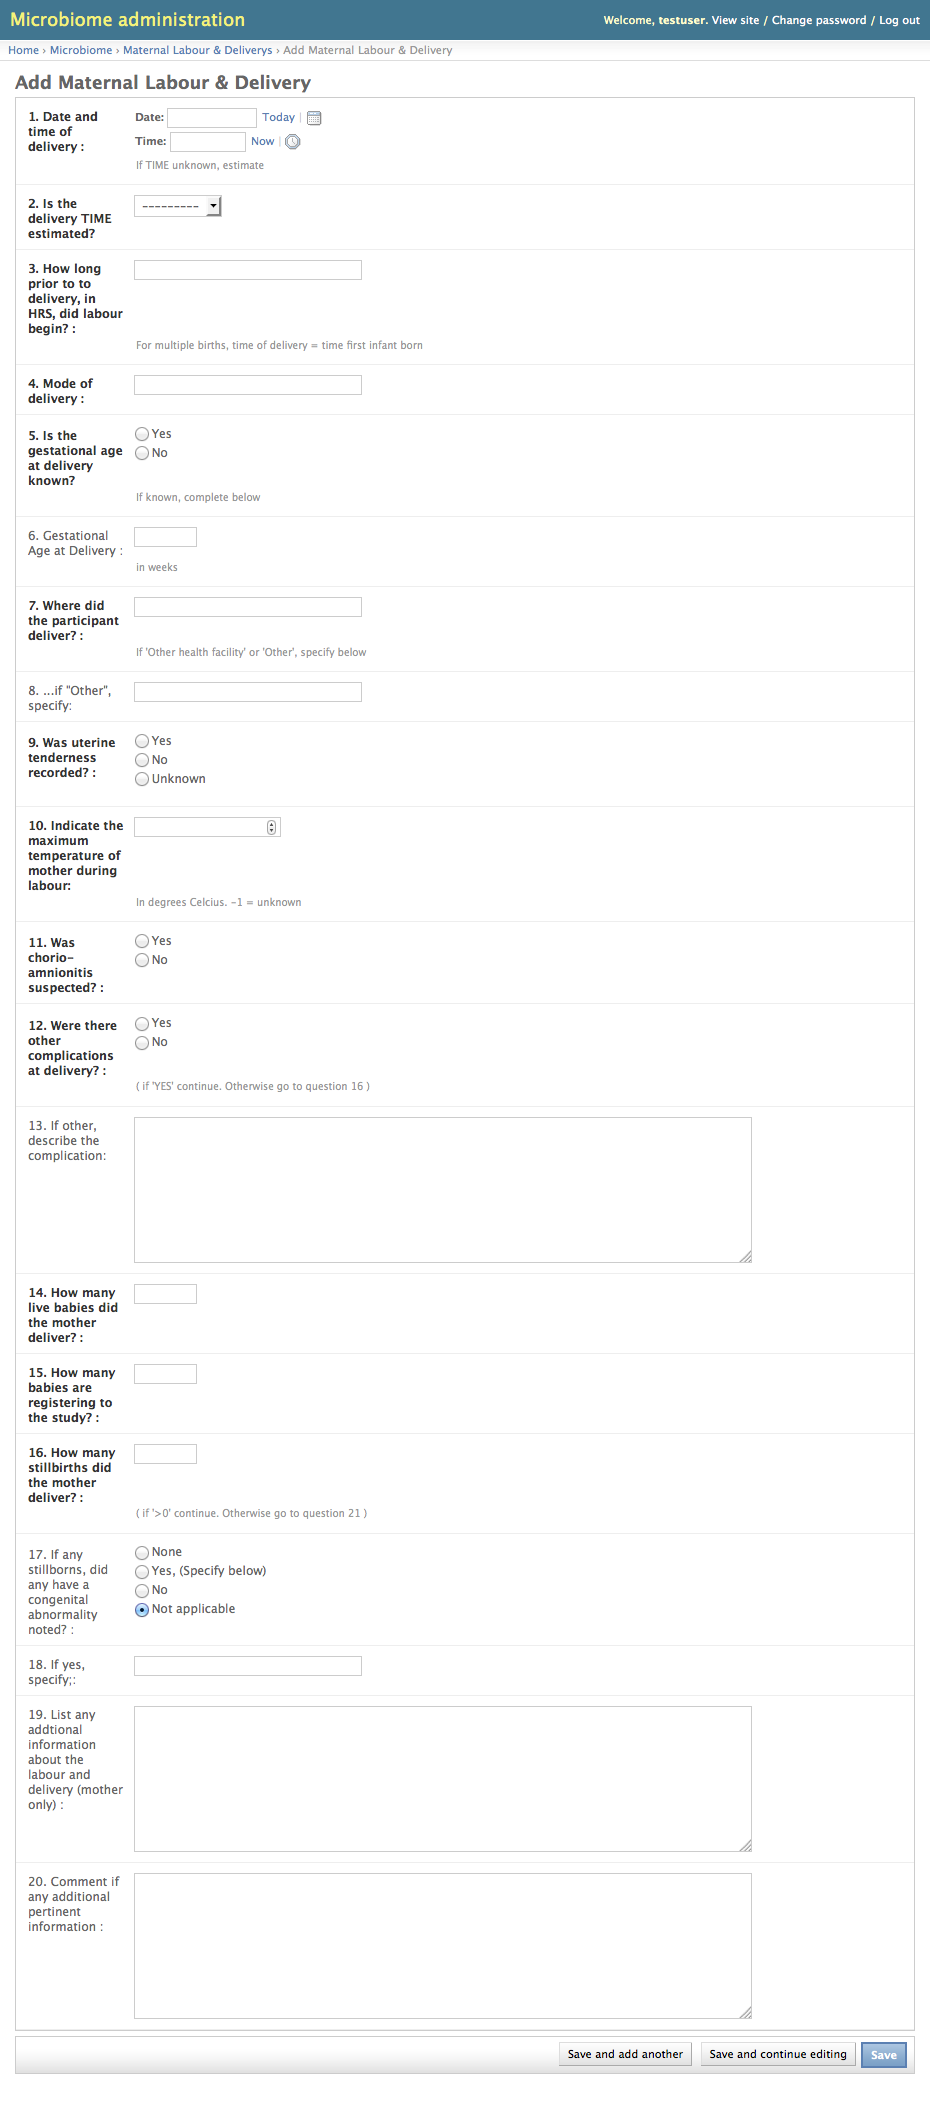 Microbiome administration
Welcome, testuser. View site / Change password / Log out
Home › Microbiome › Maternal Labour & Deliverys › Add Maternal Labour & Delivery
Add Maternal Labour & Delivery
1. Date and
time of
delivery :
Date: Today |
Time: Now |
If TIME unknown, estimate
2. Is the
delivery TIME
estimated?
---------
3. How long
prior to to
delivery, in
HRS, did labour
begin? :
For multiple births, time of delivery = time first infant born
4. Mode of
delivery :
5. Is the
gestational age
at delivery
known?
Yes
No
If known, complete below
6. Gestational
Age at Delivery :
in weeks
7. Where did
the participant
deliver? :
If 'Other health facility' or 'Other', specify below
8. ...if "Other",
specify:
9. Was uterine
tenderness
recorded? :
Yes
No
Unknown
10. Indicate the
maximum
temperature of
mother during
labour:
In degrees Celcius. -1 = unknown
11. Was
chorio-
amnionitis
suspected? :
Yes
No
12. Were there
other
complications
at delivery? :
Yes
No
( if 'YES' continue. Otherwise go to question 16 )
13. If other,
describe the
complication:
14. How many
live babies did
the mother
deliver? :
15. How many
babies are
registering to
the study? :
16. How many
stillbirths did
the mother
deliver? :
( if '>0' continue. Otherwise go to question 21 )
17. If any
stillborns, did
any have a
congenital
abnormality
noted? :
None
Yes, (Specify below)
No
Not applicable
18. If yes,
specify;:
19. List any
addtional
information
about the
labour and
delivery (mother
only) :
20. Comment if
any additional
pertinent
information :
Save and add another
Save and continue editing
Save